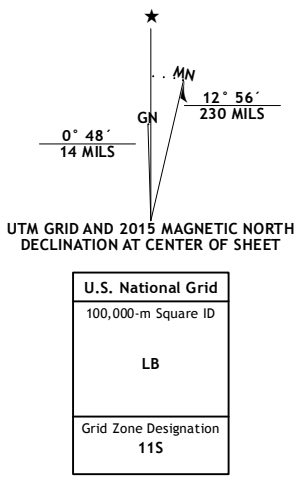 ★
MN
GN
12° 56´
230 MILS
0° 48´
14 MILS
UTM GRID AND 2015 MAGNETIC NORTH
DECLINATION AT CENTER OF SHEET
U.S. National Grid
100,000-m Square ID
LB
Grid Zone Designation
11S